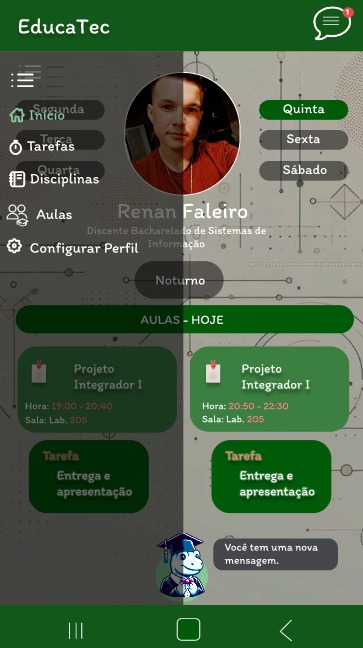 EducaTec
1
Início
Tarefas
Disciplinas
Aulas
Configurar Perfil
Segunda
Terça
Quarta
Quinta
Sexta
Sábado
Renan Faleiro
Discente Bacharelado de Sistemas de
Informação
Noturno
AULAS - HOJE
Projeto
Integrador I
Hora: 19:00 - 20:40
Sala: Lab. 205
Projeto
Integrador I
Hora: 20:50 - 22:30
Sala: Lab. 205
Tarefa
Entrega e
apresentação
Tarefa
Entrega e
apresentação
Você tem uma nova
mensagem.